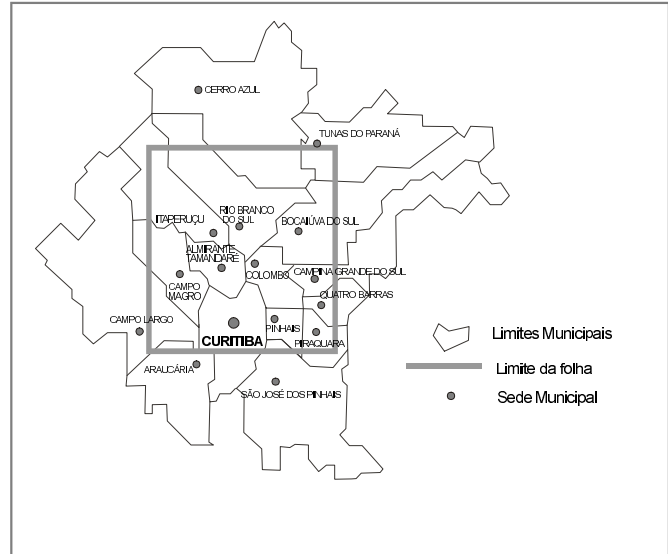 CERRO AZUL
TUNAS DO PARANÁ
RIO BRANCO
DO SUL
ITAPERUÇU
BOCAIÚVA DO SUL
ALMIRANTE
TAMANDARÉ
COLOMBO
CAMPINA GRANDE DO SUL
CAMPO
MAGRO
QUATRO BARRAS
CAMPO LARGO
PINHAIS
CURITIBA
PIRAQUARA
ARAUCÁRIA
SÃO JOSÉ DOS PINHAIS
Limites Municipais
Limite da folha
Sede Municipal